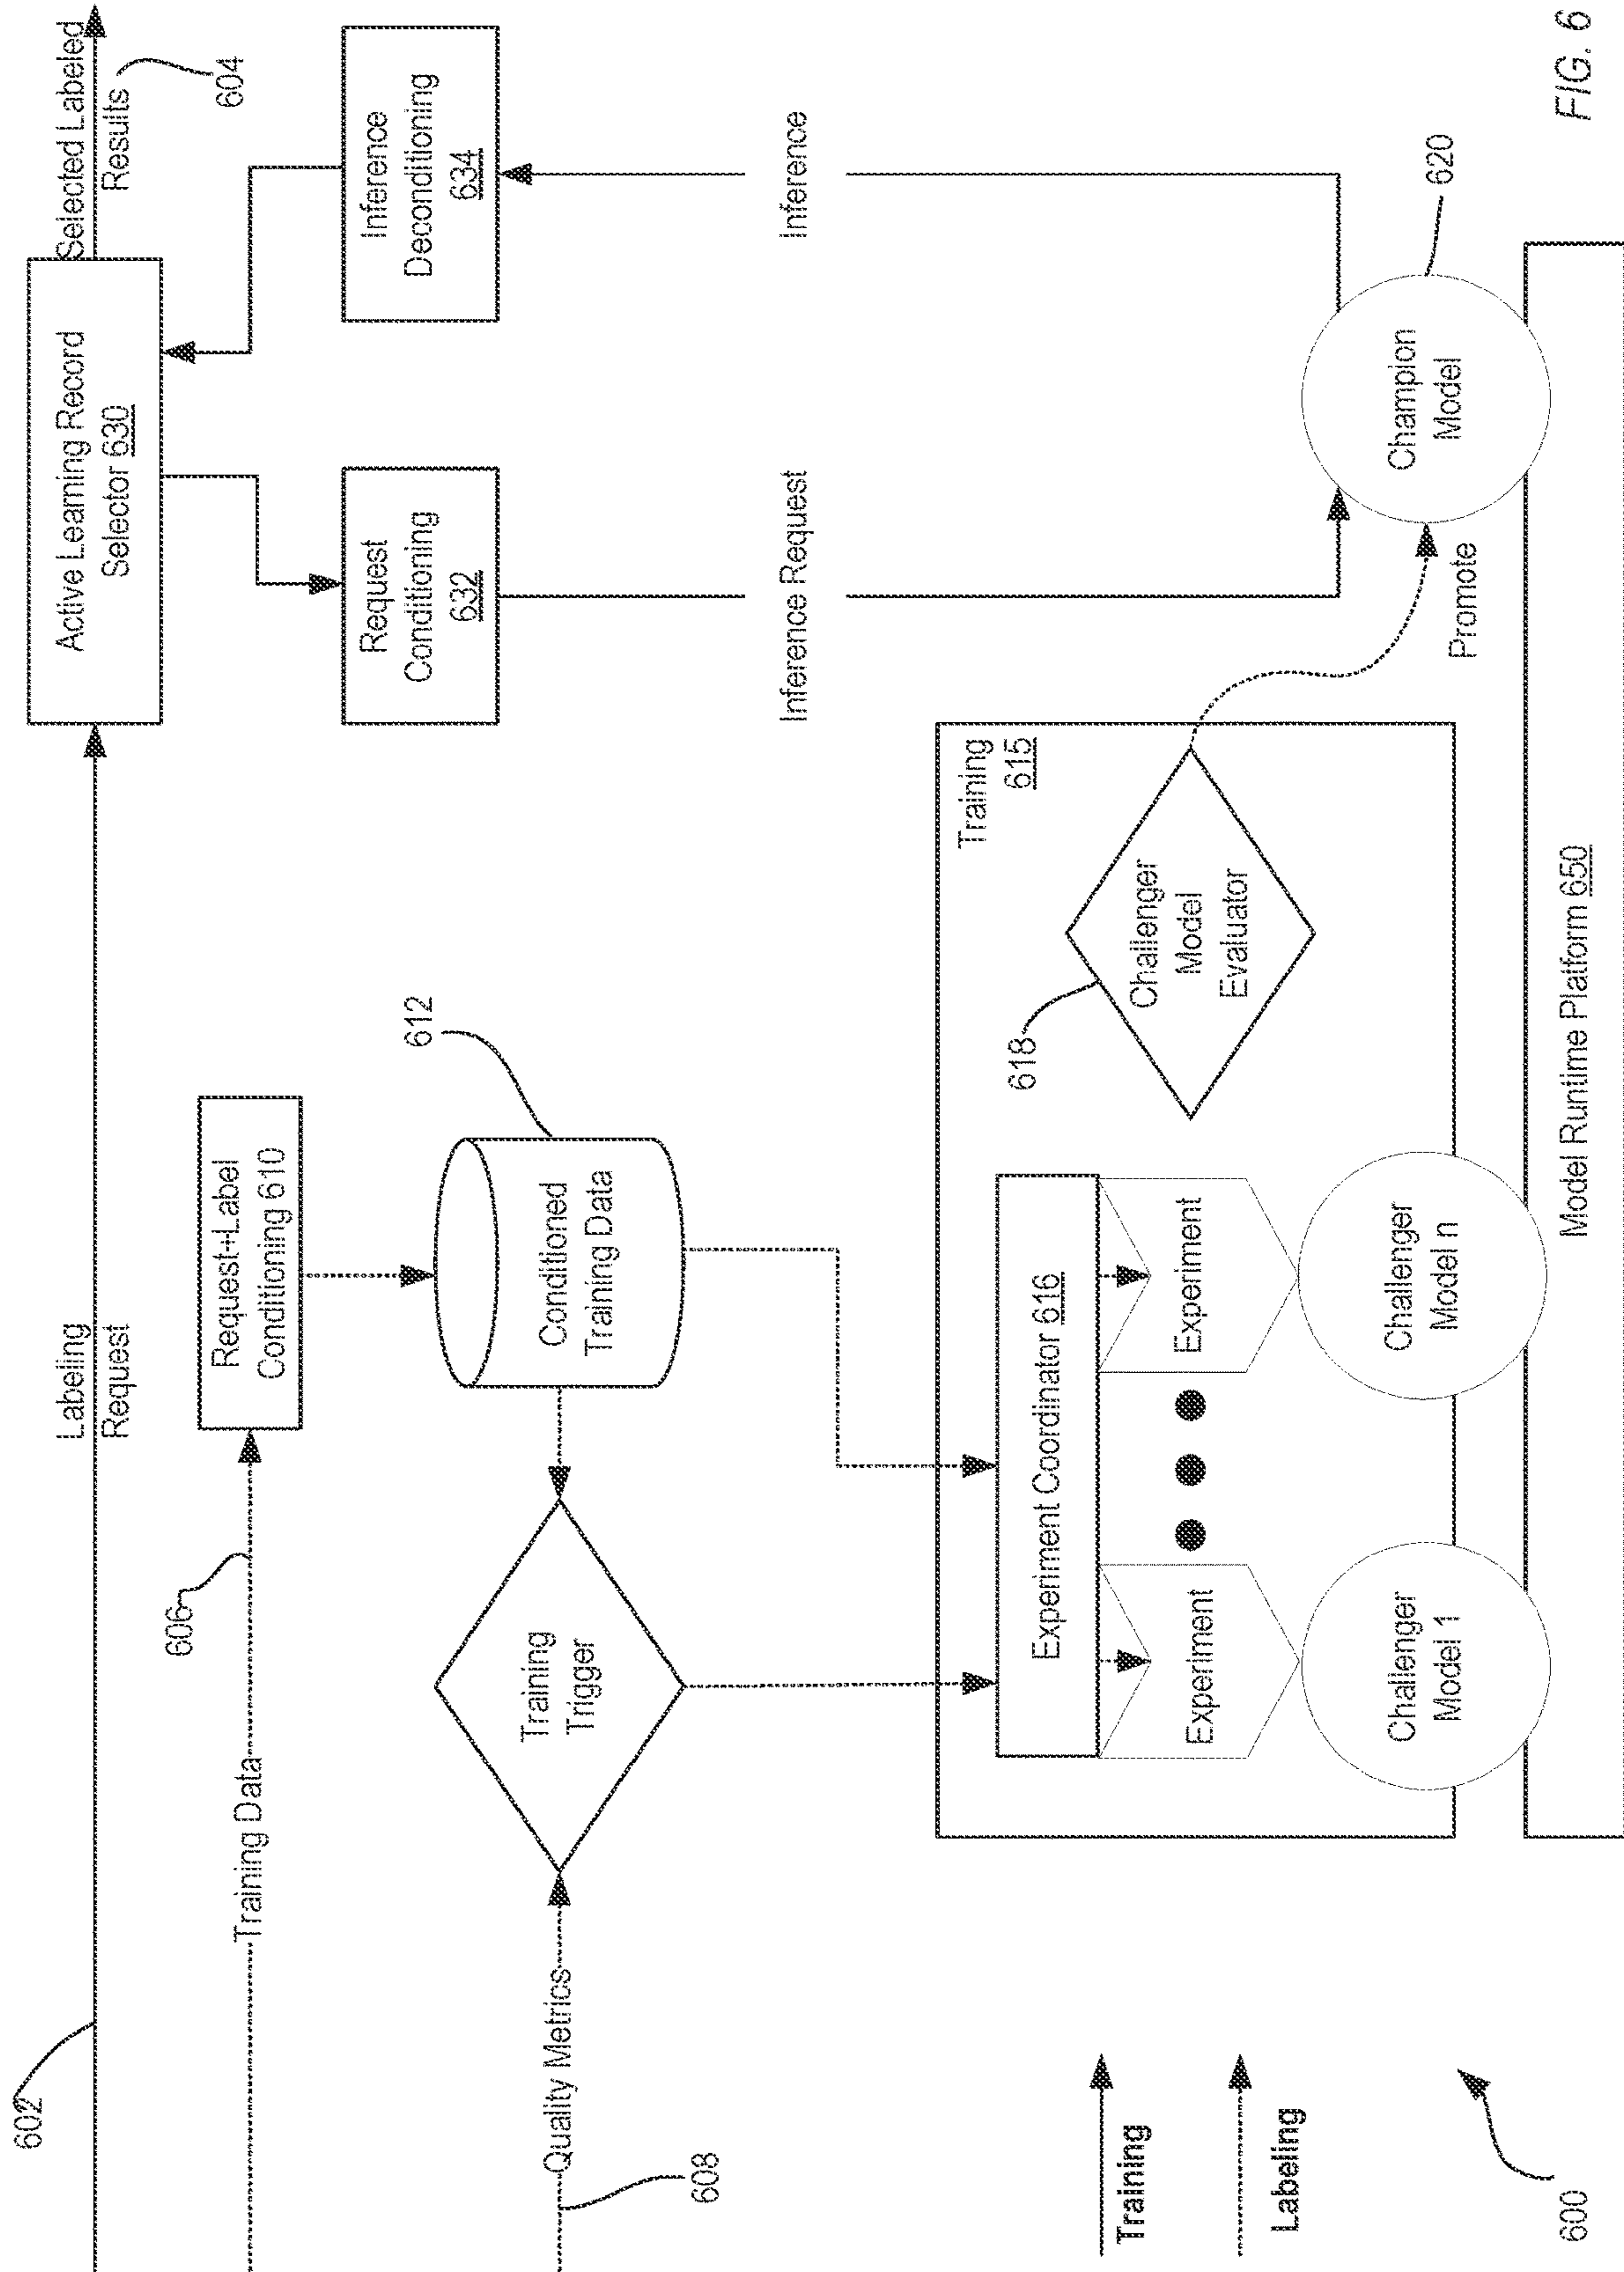 602
Labeling
Request
Active Learning Record
Selector 630
Selected Labeled
Results
604
Training Data
606
Request+Label
Conditioning 610
Request
Conditioning
632
Inference
Deconditioning
634
Quality Metrics
608
Training
Trigger
Conditioned
Training Data
612
Inference Request
Inference
Training
615
Experiment Coordinator 616
Experiment
Experiment
618
Challenger
Model
Evaluator
Promote
Challenger
Model 1
Challenger
Model n
Champion
Model
620
Model Runtime Platform 650
Training
Labeling
600
FIG. 6